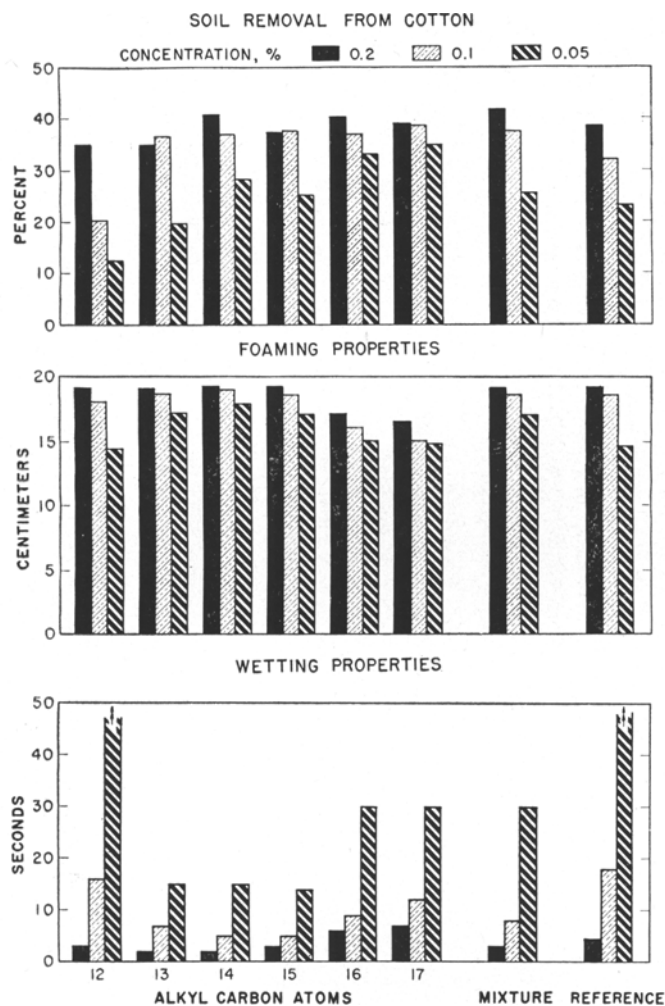 SOIL REMOVAL FROM COTTON
CONCENTRATION, % 0.2 0.1 0.05
50
40
30
20
10
0
PERCENT
FOAMING PROPERTIES
20
15
10
5
0
CENTIMETERS
WETTING PROPERTIES
50
40
30
20
10
0
SECONDS
12 13 14 15 16 17
ALKYL CARBON ATOMS MIXTURE REFERENCE